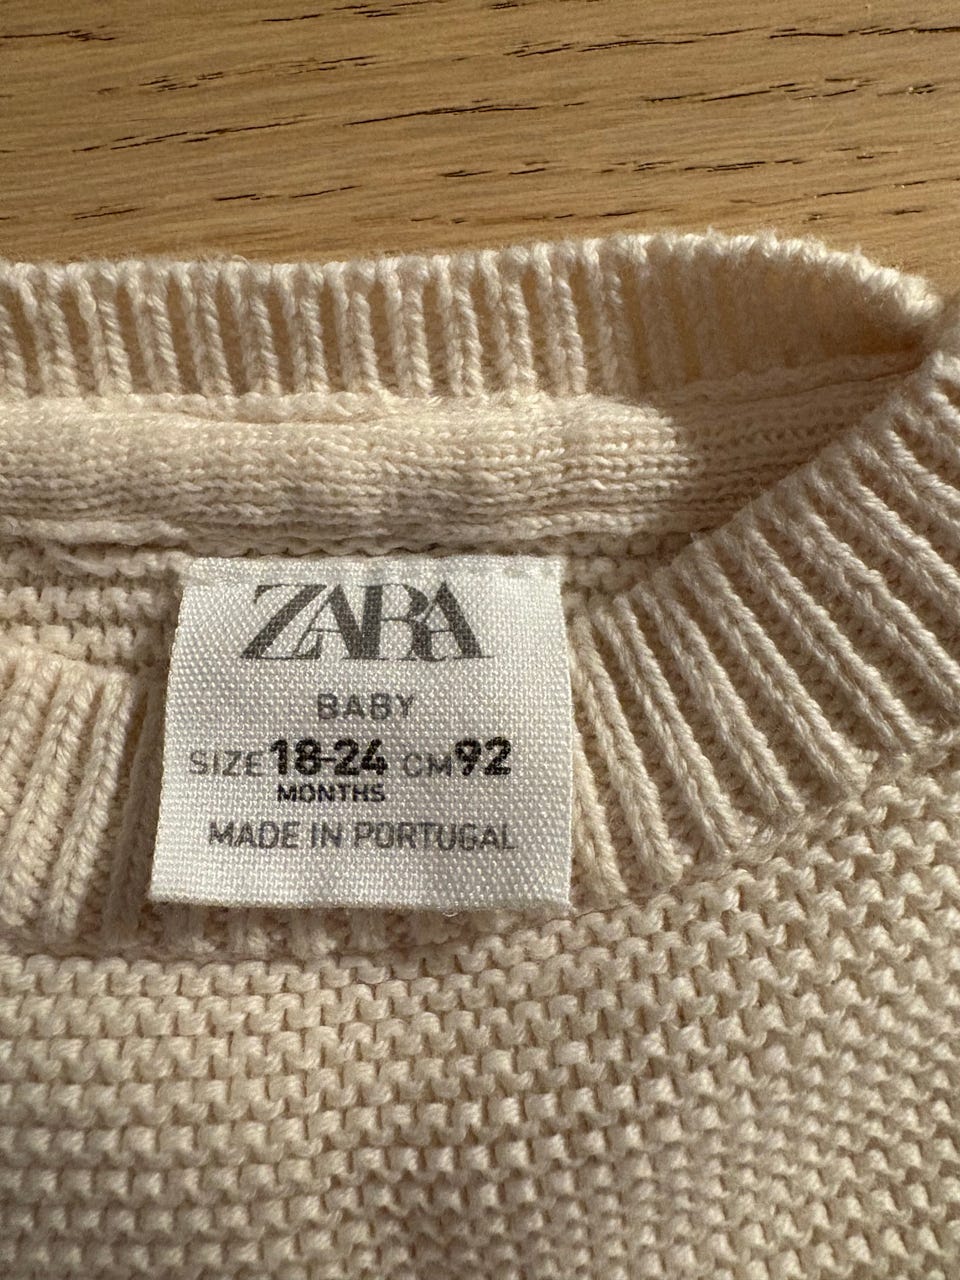 ZARA
BABY
SIZE 18-24 CM 92
MONTHS
MADE IN PORTUGAL